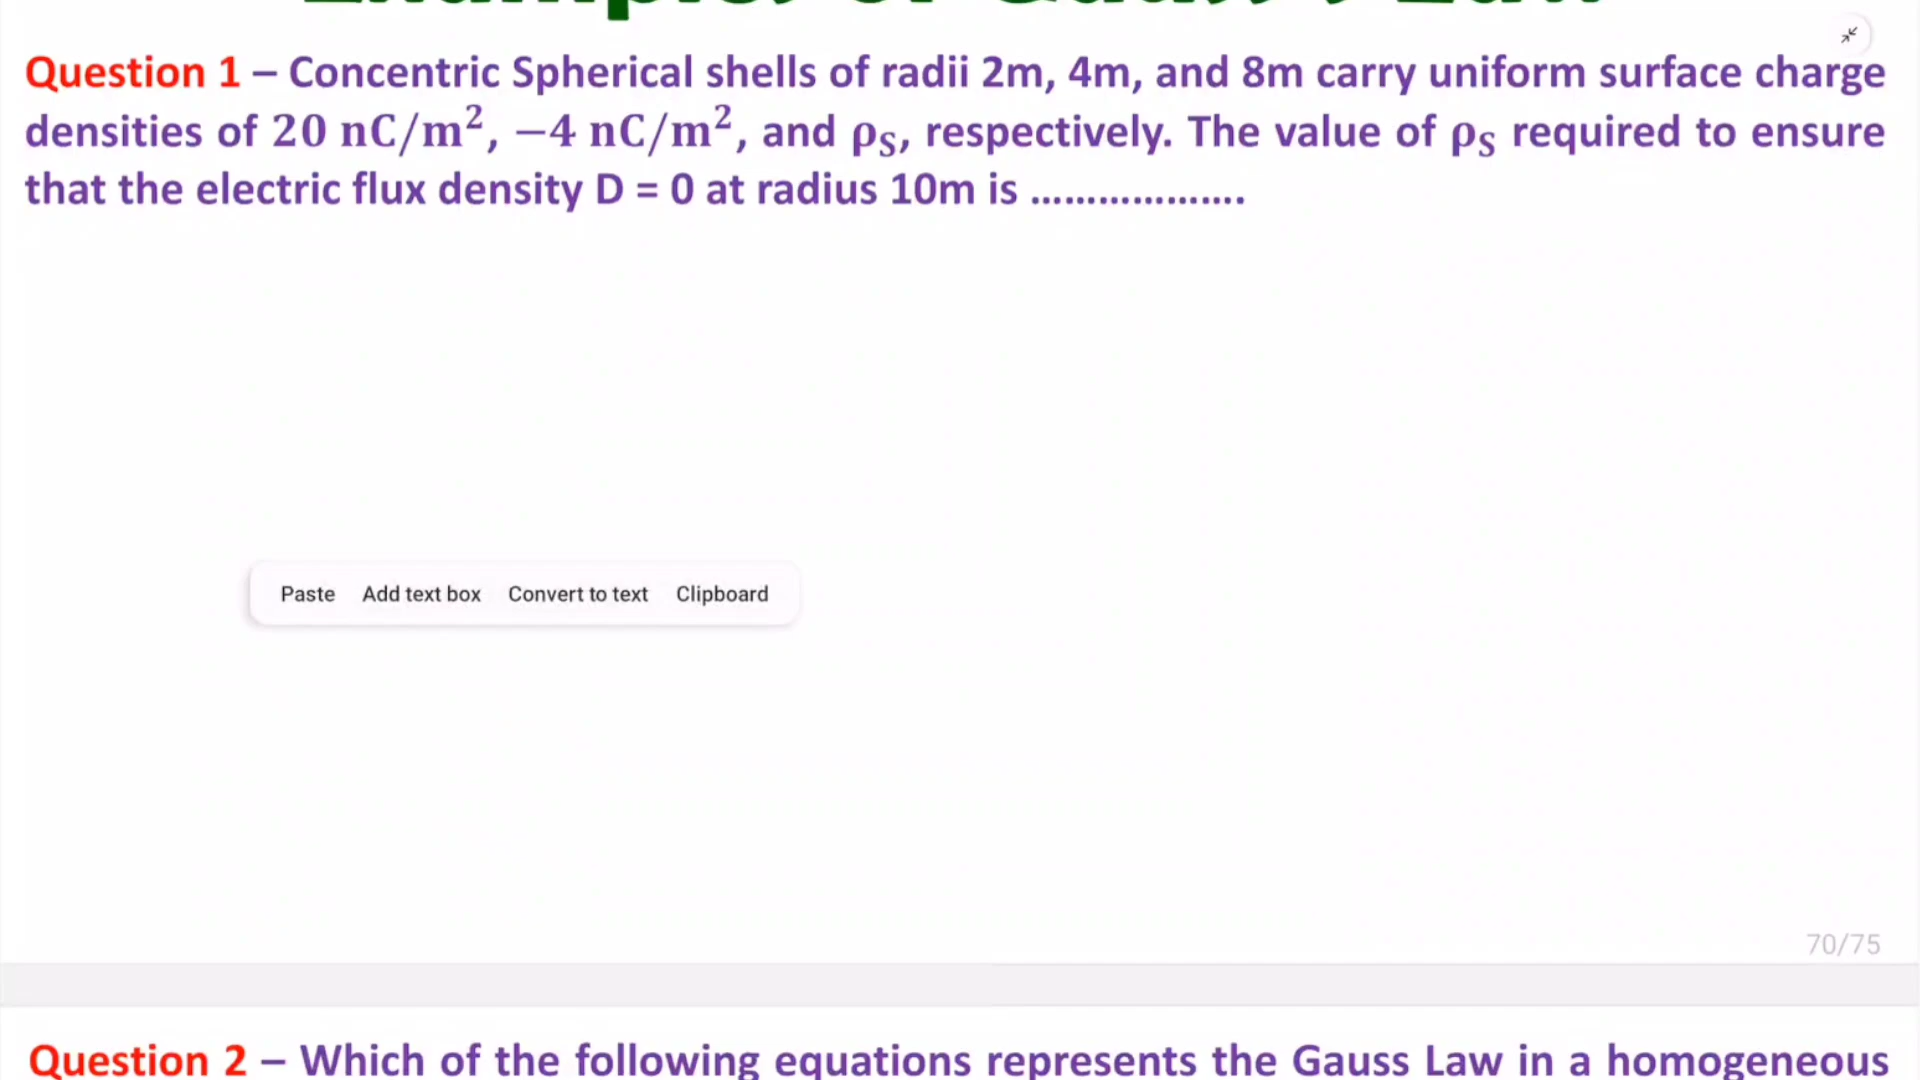 Question 1 – Concentric Spherical shells of radii 2m, 4m, and 8m carry uniform surface charge
densities of 20 nC/m², −4 nC/m², and ρS, respectively. The value of ρS required to ensure
that the electric flux density D = 0 at radius 10m is ...................
Paste Add text box Convert to text Clipboard
70/75
Question 2 – Which of the following equations represents the Gauss Law in a homogeneous